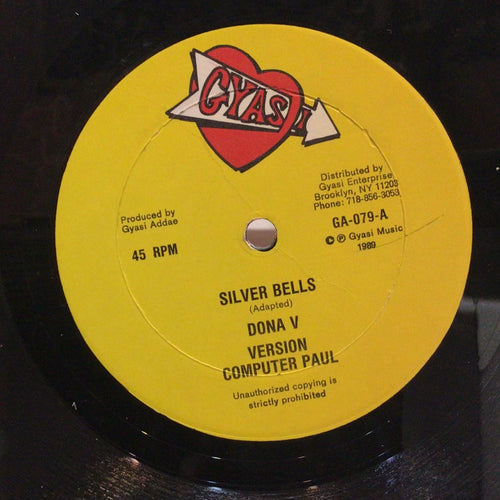 GYASI
Produced by
Gyasi Addae
45 RPM
Distributed by
Gyasi Enterprise
Brooklyn, NY 11203
Phone: 718-856-3053
GA-079-A
© ℗ Gyasi Music
1989
SILVER BELLS
(Adapted)
DONA V
VERSION
COMPUTER PAUL
Unauthorized copying is
strictly prohibited